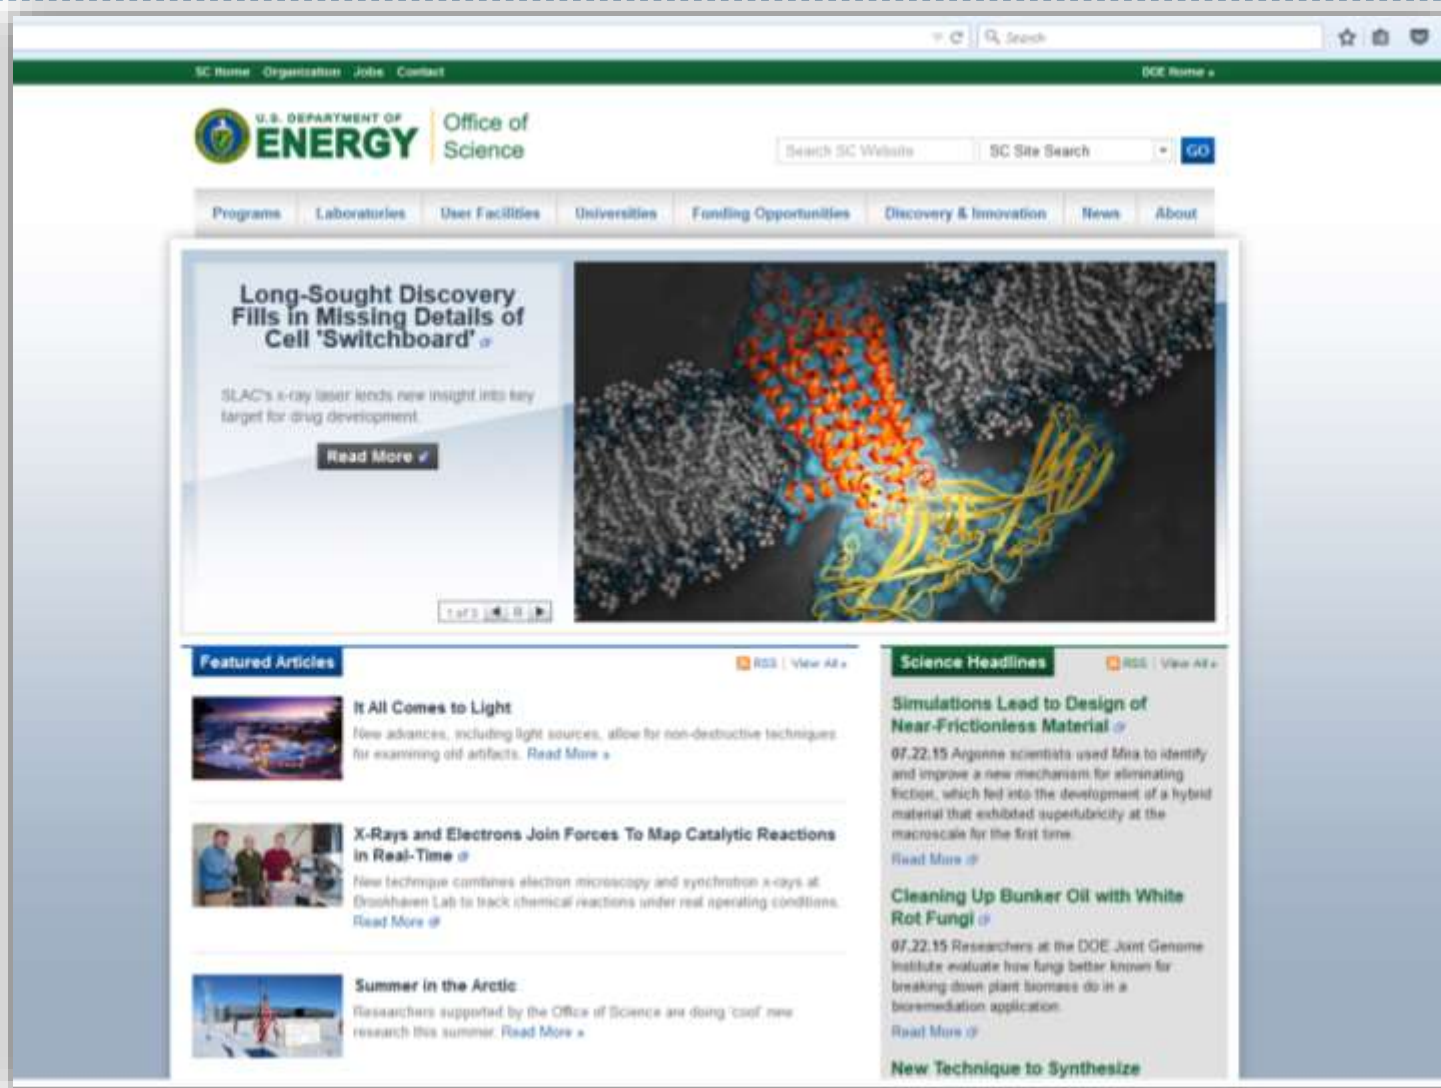 Search
SC Home Organization Jobs Contact
DOE Home »
U.S. DEPARTMENT OF
ENERGY
Office of
Science
Search SC Website
SC Site Search
GO
Programs Laboratories User Facilities Universities Funding Opportunities Discovery & Innovation News About
Long-Sought Discovery
Fills in Missing Details of
Cell 'Switchboard'
SLAC's x-ray laser lends new insight into key
target for drug development.
Read More
1 of 3
Featured Articles
RSS | View All »
It All Comes to Light
New advances, including light sources, allow for non-destructive techniques
for examining old artifacts. Read More »
X-Rays and Electrons Join Forces To Map Catalytic Reactions
in Real-Time
New technique combines electron microscopy and synchrotron x-rays at
Brookhaven Lab to track chemical reactions under real operating conditions.
Read More
Summer in the Arctic
Researchers supported by the Office of Science are doing 'cool' new
research this summer. Read More »
Science Headlines
RSS | View All »
Simulations Lead to Design of
Near-Frictionless Material
07.22.15 Argonne scientists used Mira to identify
and improve a new mechanism for eliminating
friction, which fed into the development of a hybrid
material that exhibited superlubricity at the
macroscale for the first time.
Read More
Cleaning Up Bunker Oil with White
Rot Fungi
07.22.15 Researchers at the DOE Joint Genome
Institute evaluate how fungi better known for
breaking down plant biomass do in a
bioremediation application.
Read More
New Technique to Synthesize